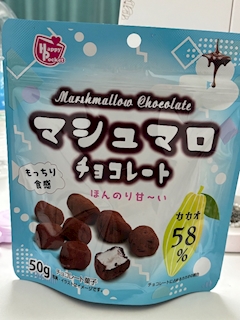 Happy Pocket
Marshmallow Chocolate
マシュマロ
チョコレート
もっちり
食感
ほんのり甘〜い
カカオ
58
%
50g